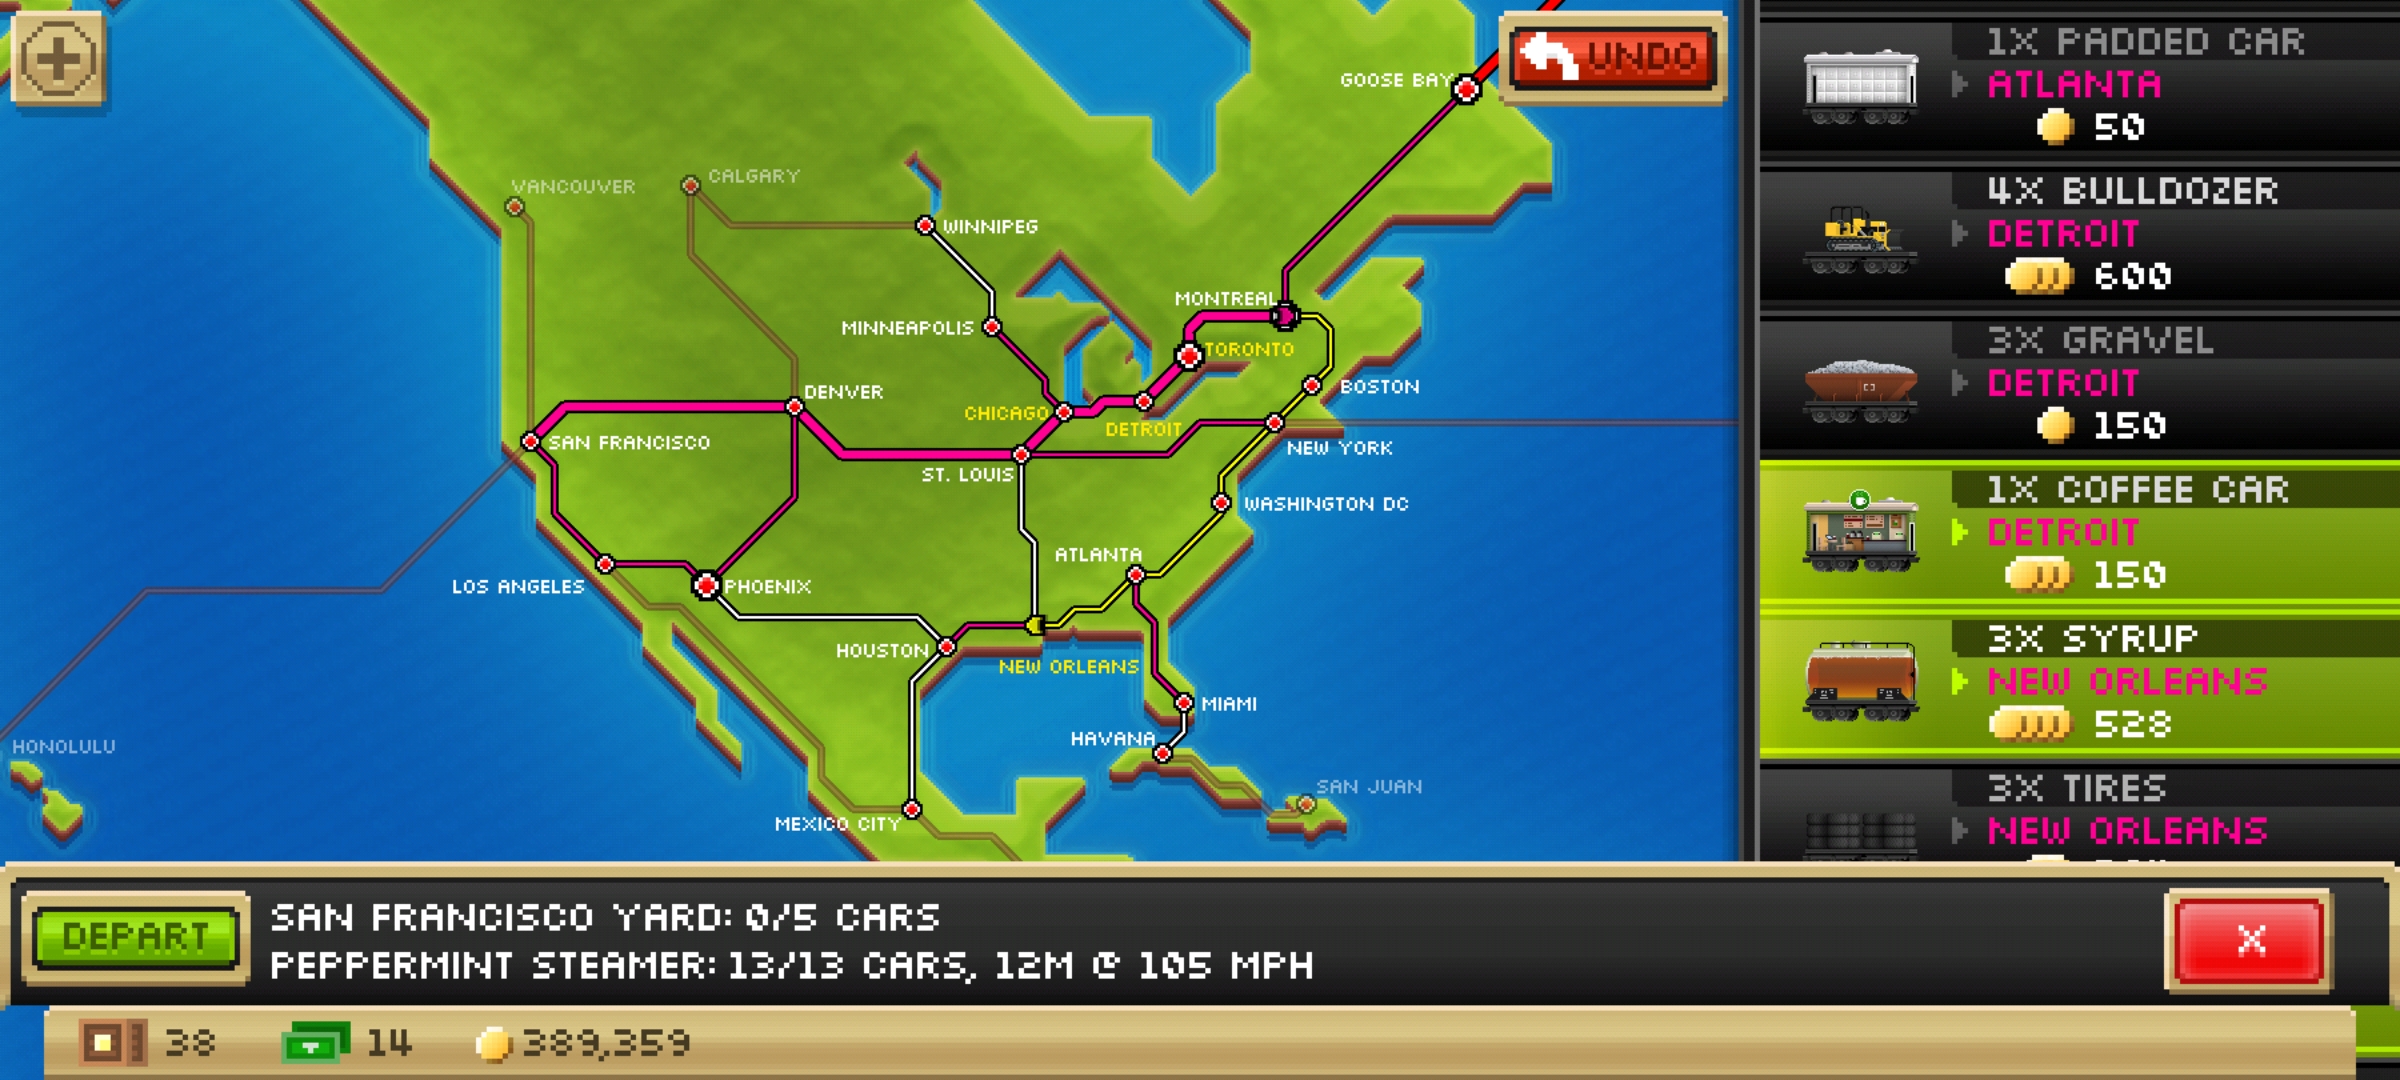 UNDO
GOOSE BAY
VANCOUVER
CALGARY
WINNIPEG
MONTREAL
MINNEAPOLIS
TORONTO
DENVER
BOSTON
CHICAGO
DETROIT
SAN FRANCISCO
NEW YORK
ST. LOUIS
WASHINGTON DC
ATLANTA
LOS ANGELES
PHOENIX
HOUSTON
NEW ORLEANS
MIAMI
HAVANA
HONOLULU
SAN JUAN
MEXICO CITY
1X PADDED CAR
ATLANTA
50
4X BULLDOZER
DETROIT
600
3X GRAVEL
DETROIT
150
1X COFFEE CAR
DETROIT
150
3X SYRUP
NEW ORLEANS
528
3X TIRES
NEW ORLEANS
DEPART
SAN FRANCISCO YARD: 0/5 CARS
PEPPERMINT STEAMER: 13/13 CARS, 12M @ 105 MPH
X
38
14
389,359